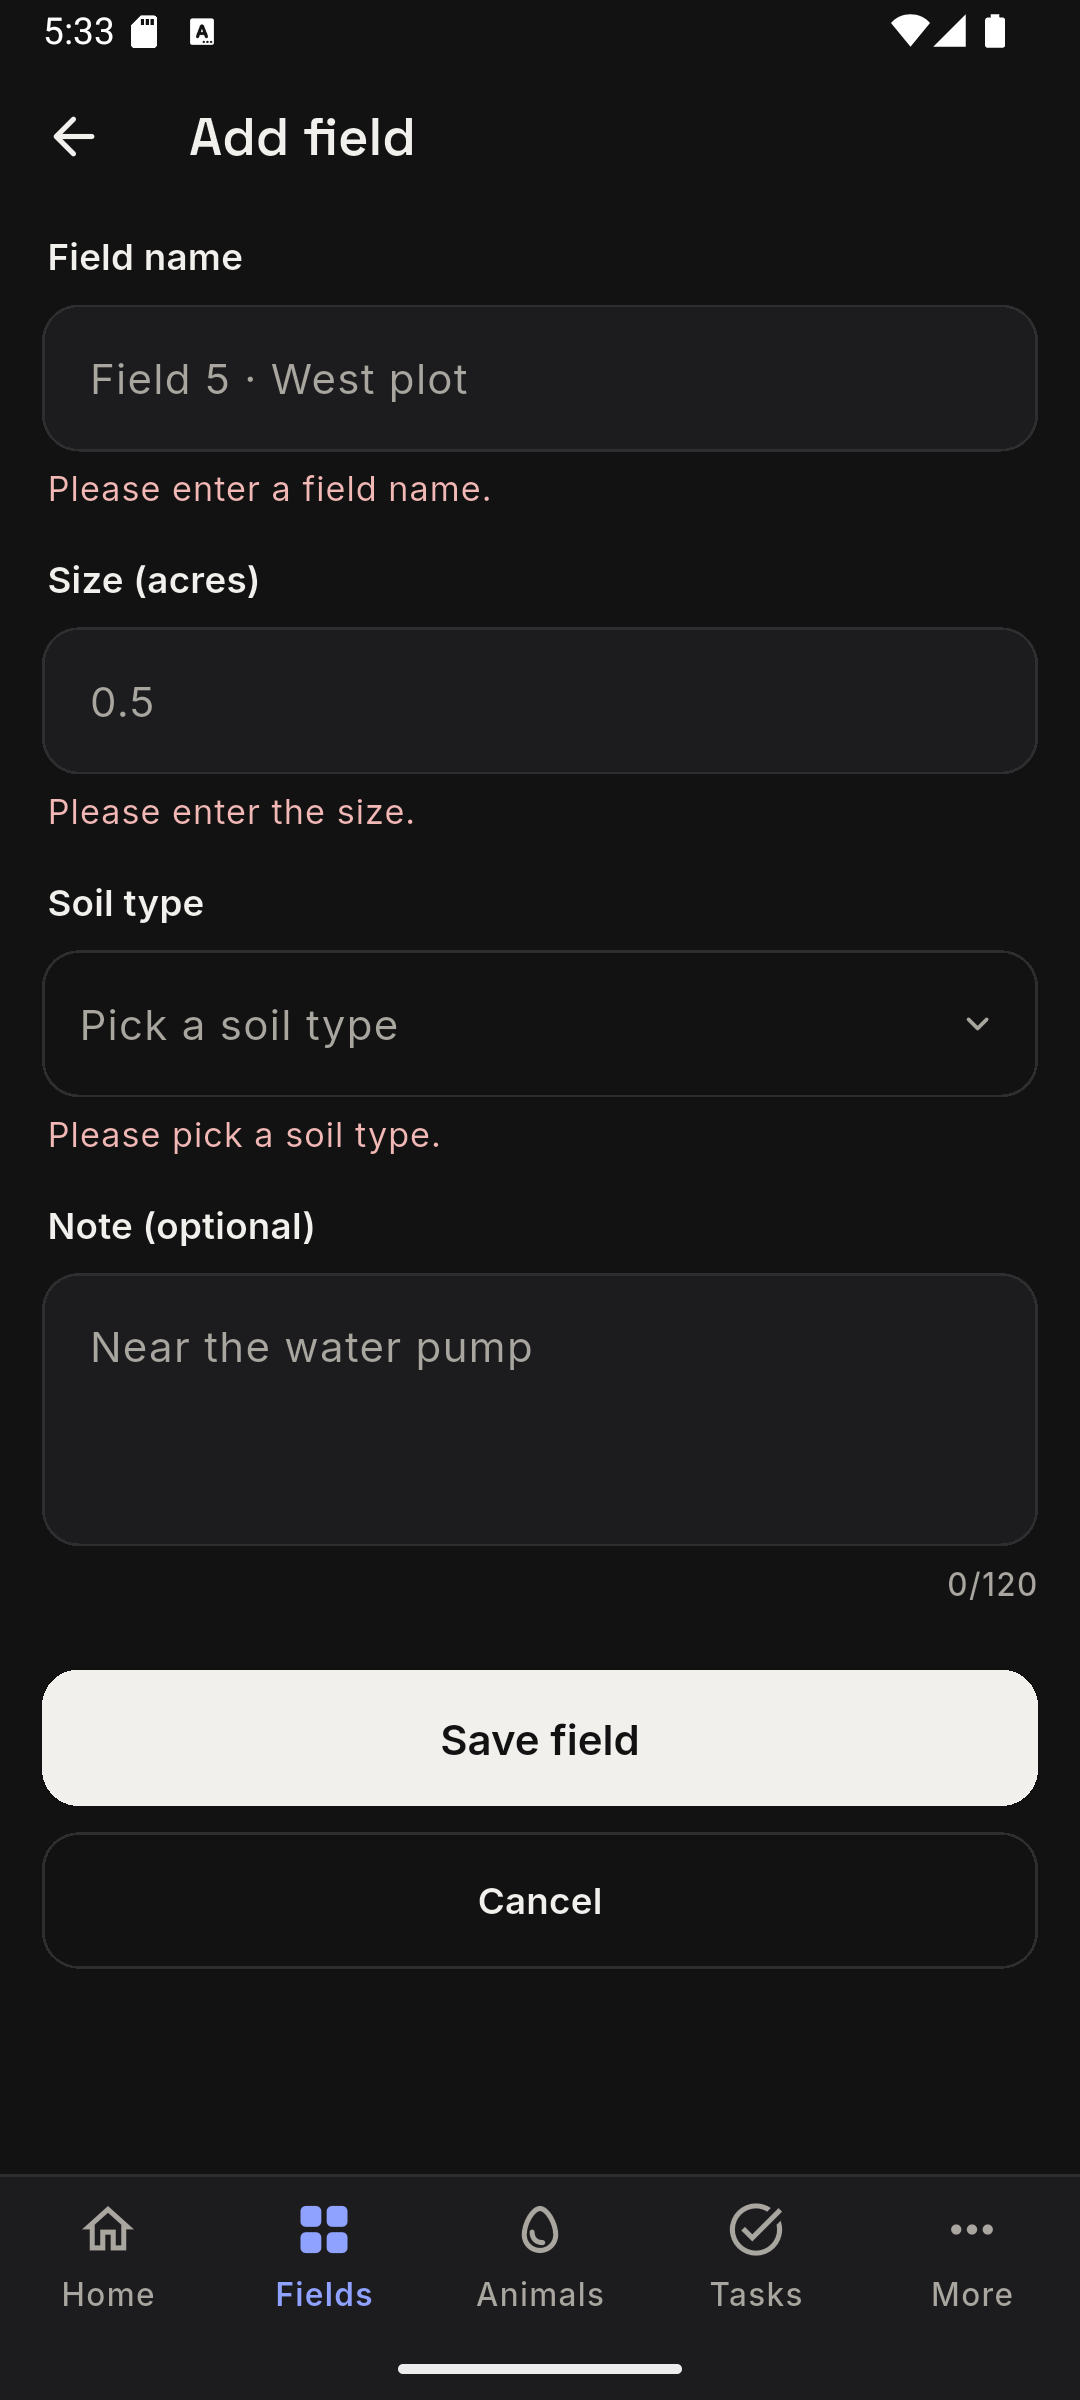 5:33
Add field
Field name
Field 5 · West plot
Please enter a field name.
Size (acres)
0.5
Please enter the size.
Soil type
Pick a soil type
Please pick a soil type.
Note (optional)
Near the water pump
0/120
Save field
Cancel
Home
Fields
Animals
Tasks
More